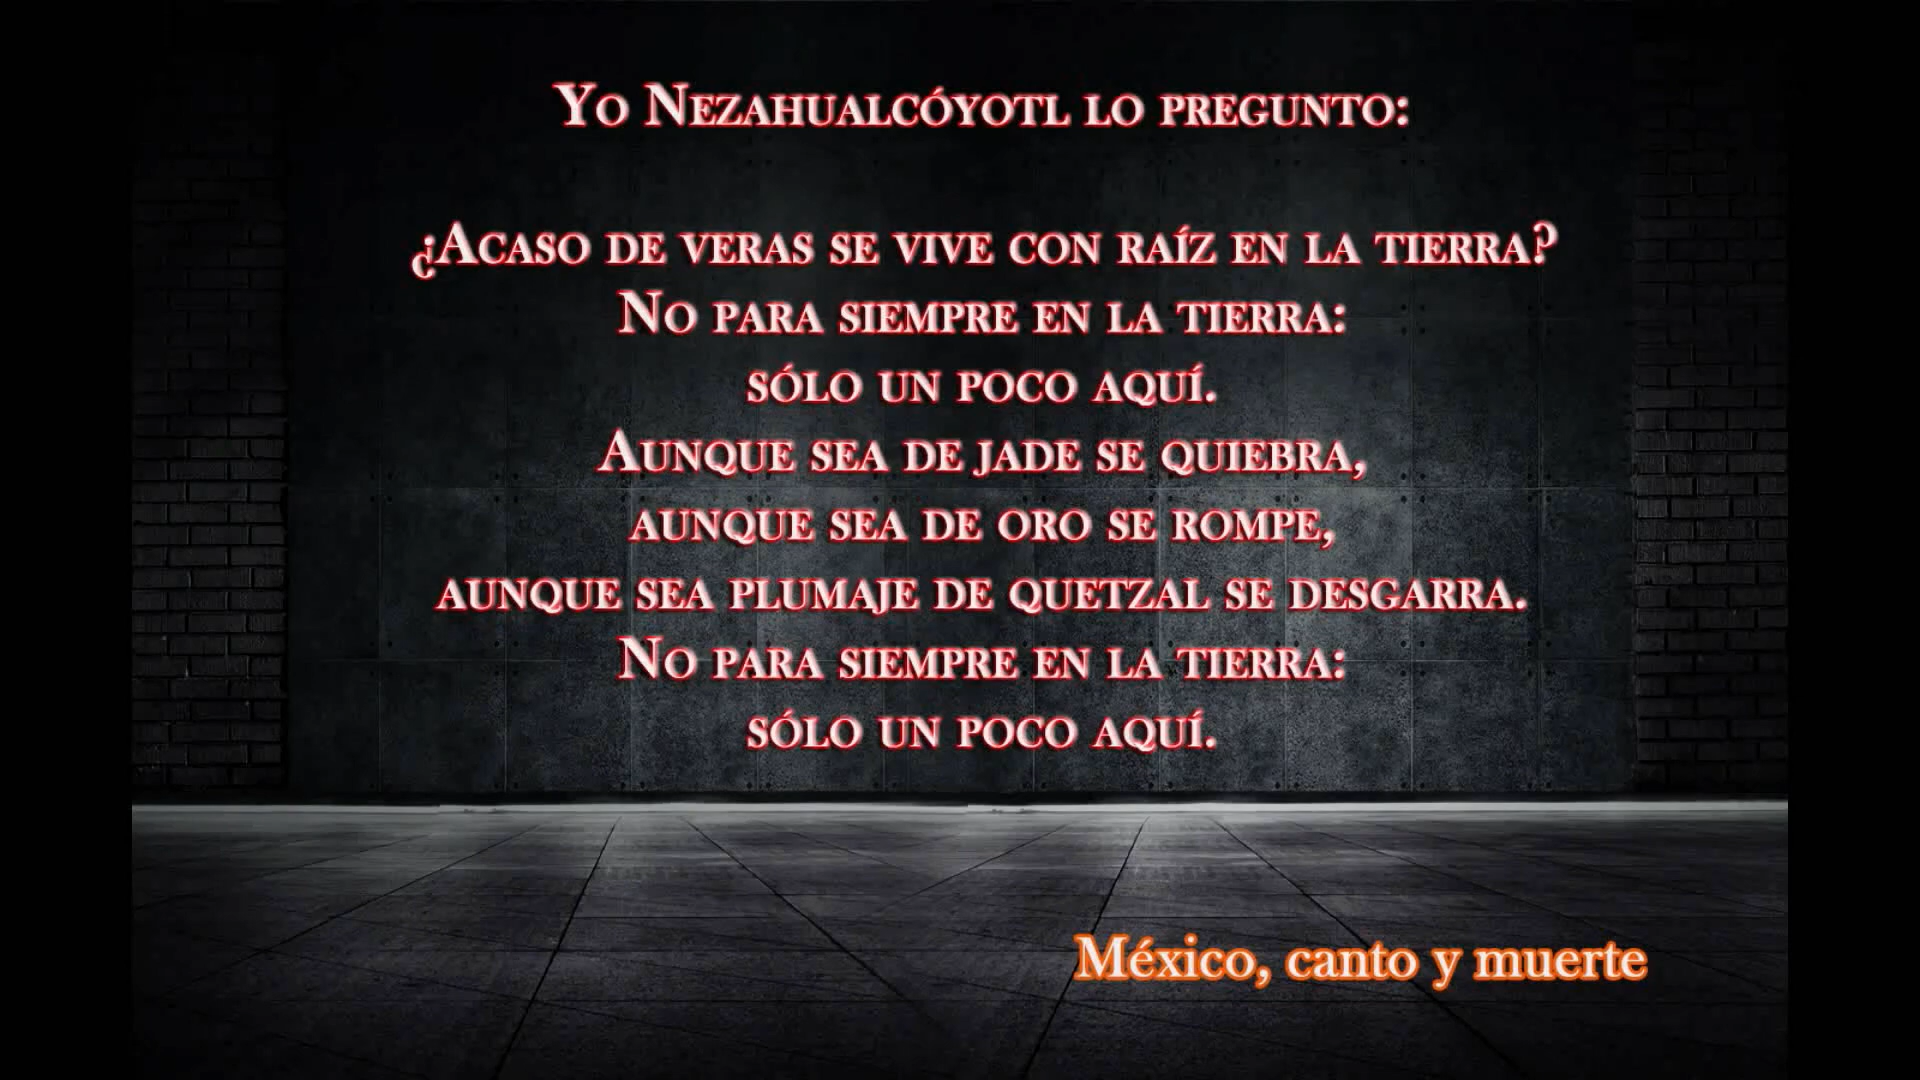 Yo Nezahualcóyotl lo pregunto:
¿Acaso de veras se vive con raíz en la tierra?
No para siempre en la tierra:
sólo un poco aquí.
Aunque sea de jade se quiebra,
aunque sea de oro se rompe,
aunque sea plumaje de quetzal se desgarra.
No para siempre en la tierra:
sólo un poco aquí.
México, canto y muerte